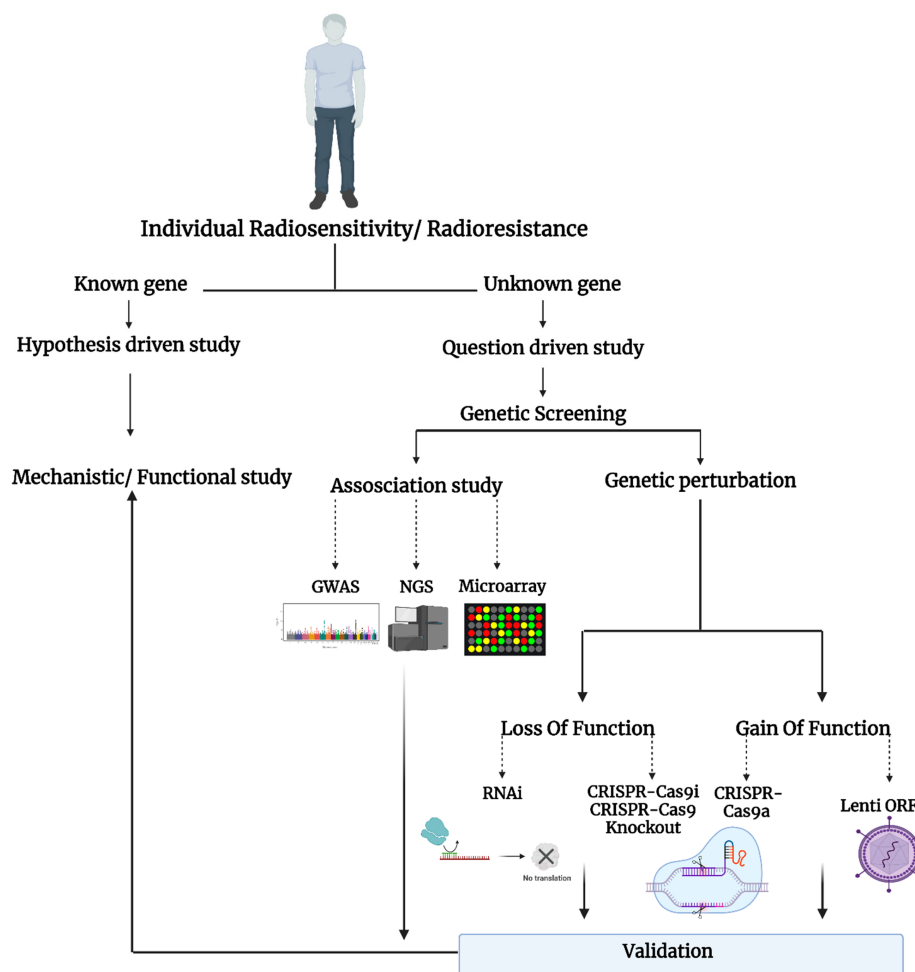 Individual Radiosensitivity/ Radioresistance
Known gene
Unknown gene
Hypothesis driven study
Question driven study
Genetic Screening
Mechanistic/ Functional study
Assosciation study
Genetic perturbation
GWAS
NGS
Microarray
Loss Of Function
Gain Of Function
RNAi
CRISPR-Cas9i
CRISPR-Cas9
Knockout
CRISPR-
Cas9a
Lenti ORF
No translation
Validation